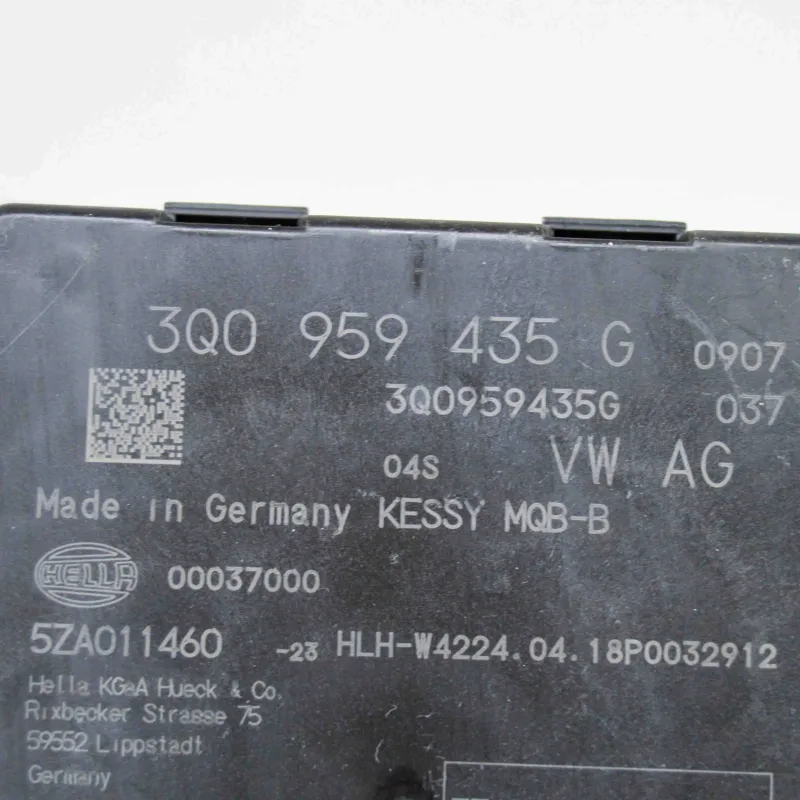 3Q0 959 435 G 0907
3Q0959435G 037
04S VW AG
Made in Germany KESSY MQB-B
HELLA 00037000
5ZA011460 -23 HLH-W4224.04.18P0032912
Hella KGaA Hueck & Co.
Rixbecker Strasse 75
59552 Lippstadt
Germany